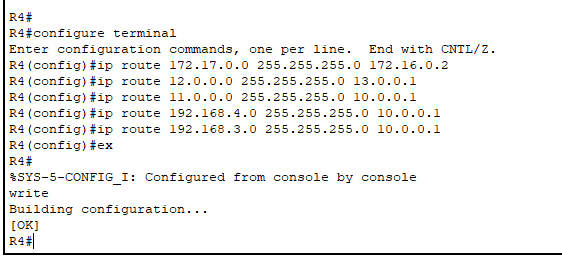 R4#
R4#configure terminal
Enter configuration commands, one per line.  End with CNTL/Z.
R4(config)#ip route 172.17.0.0 255.255.255.0 172.16.0.2
R4(config)#ip route 12.0.0.0 255.255.255.0 13.0.0.1
R4(config)#ip route 11.0.0.0 255.255.255.0 10.0.0.1
R4(config)#ip route 192.168.4.0 255.255.255.0 10.0.0.1
R4(config)#ip route 192.168.3.0 255.255.255.0 10.0.0.1
R4(config)#ex
R4#
%SYS-5-CONFIG_I: Configured from console by console
write
Building configuration...
[OK]
R4#